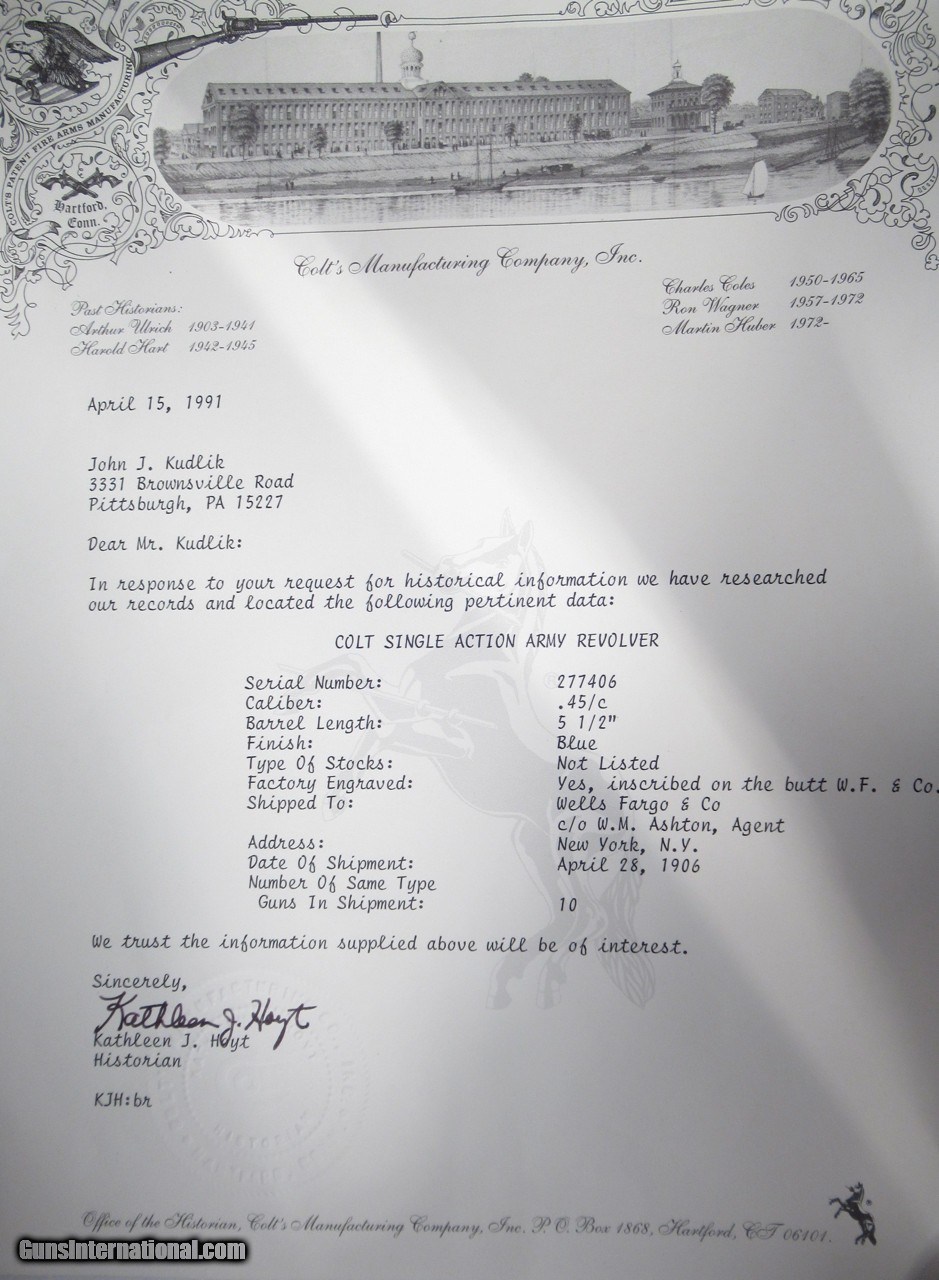 COLT'S PATENT FIRE ARMS MANUFACTURING CO
Hartford,
Conn.
Colt's Manufacturing Company, Inc.
Past Historians:
Arthur Ulrich 1903-1941
Harold Hart 1942-1945
Charles Coles 1950-1965
Ron Wagner 1957-1972
Martin Huber 1972-
April 15, 1991
John J. Kudlik
3331 Brownsville Road
Pittsburgh, PA 15227
Dear Mr. Kudlik:
In response to your request for historical information we have researched
our records and located the following pertinent data:
COLT SINGLE ACTION ARMY REVOLVER
Serial Number: 277406
Caliber: .45/c
Barrel Length: 5 1/2"
Finish: Blue
Type Of Stocks: Not Listed
Factory Engraved: Yes, inscribed on the butt W.F. & Co.
Shipped To: Wells Fargo & Co
c/o W.M. Ashton, Agent
Address: New York, N.Y.
Date Of Shipment: April 28, 1906
Number Of Same Type
Guns In Shipment: 10
We trust the information supplied above will be of interest.
Sincerely,
Kathleen J. Hoyt
Kathleen J. Hoyt
Historian
KJH:br
Office of the Historian, Colt's Manufacturing Company, Inc. P.O. Box 1868, Hartford, CT 06101.
GunsInternational.com